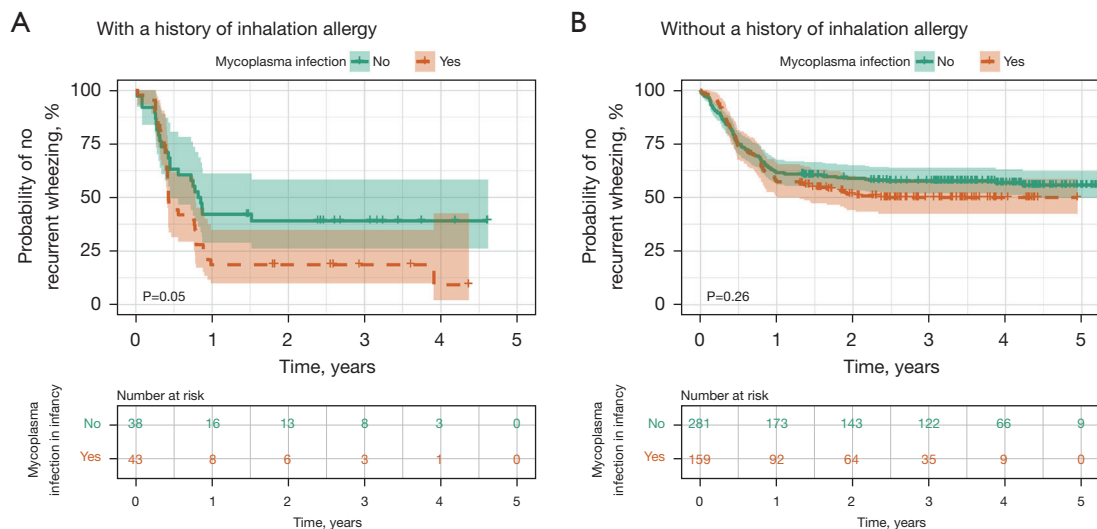 A
With a history of inhalation allergy
Mycoplasma infection No Yes
Probability of no
recurrent wheezing, %
100
75
50
25
0
P=0.05
0 1 2 3 4 5
Time, years
Number at risk
Mycoplasma
infection in infancy
No 38 16 13 8 3 0
Yes 43 8 6 3 1 0
0 1 2 3 4 5
Time, years
B
Without a history of inhalation allergy
Mycoplasma infection No Yes
Probability of no
recurrent wheezing, %
100
75
50
25
0
P=0.26
0 1 2 3 4 5
Time, years
Number at risk
Mycoplasma
infection in infancy
No 281 173 143 122 66 9
Yes 159 92 64 35 9 0
0 1 2 3 4 5
Time, years